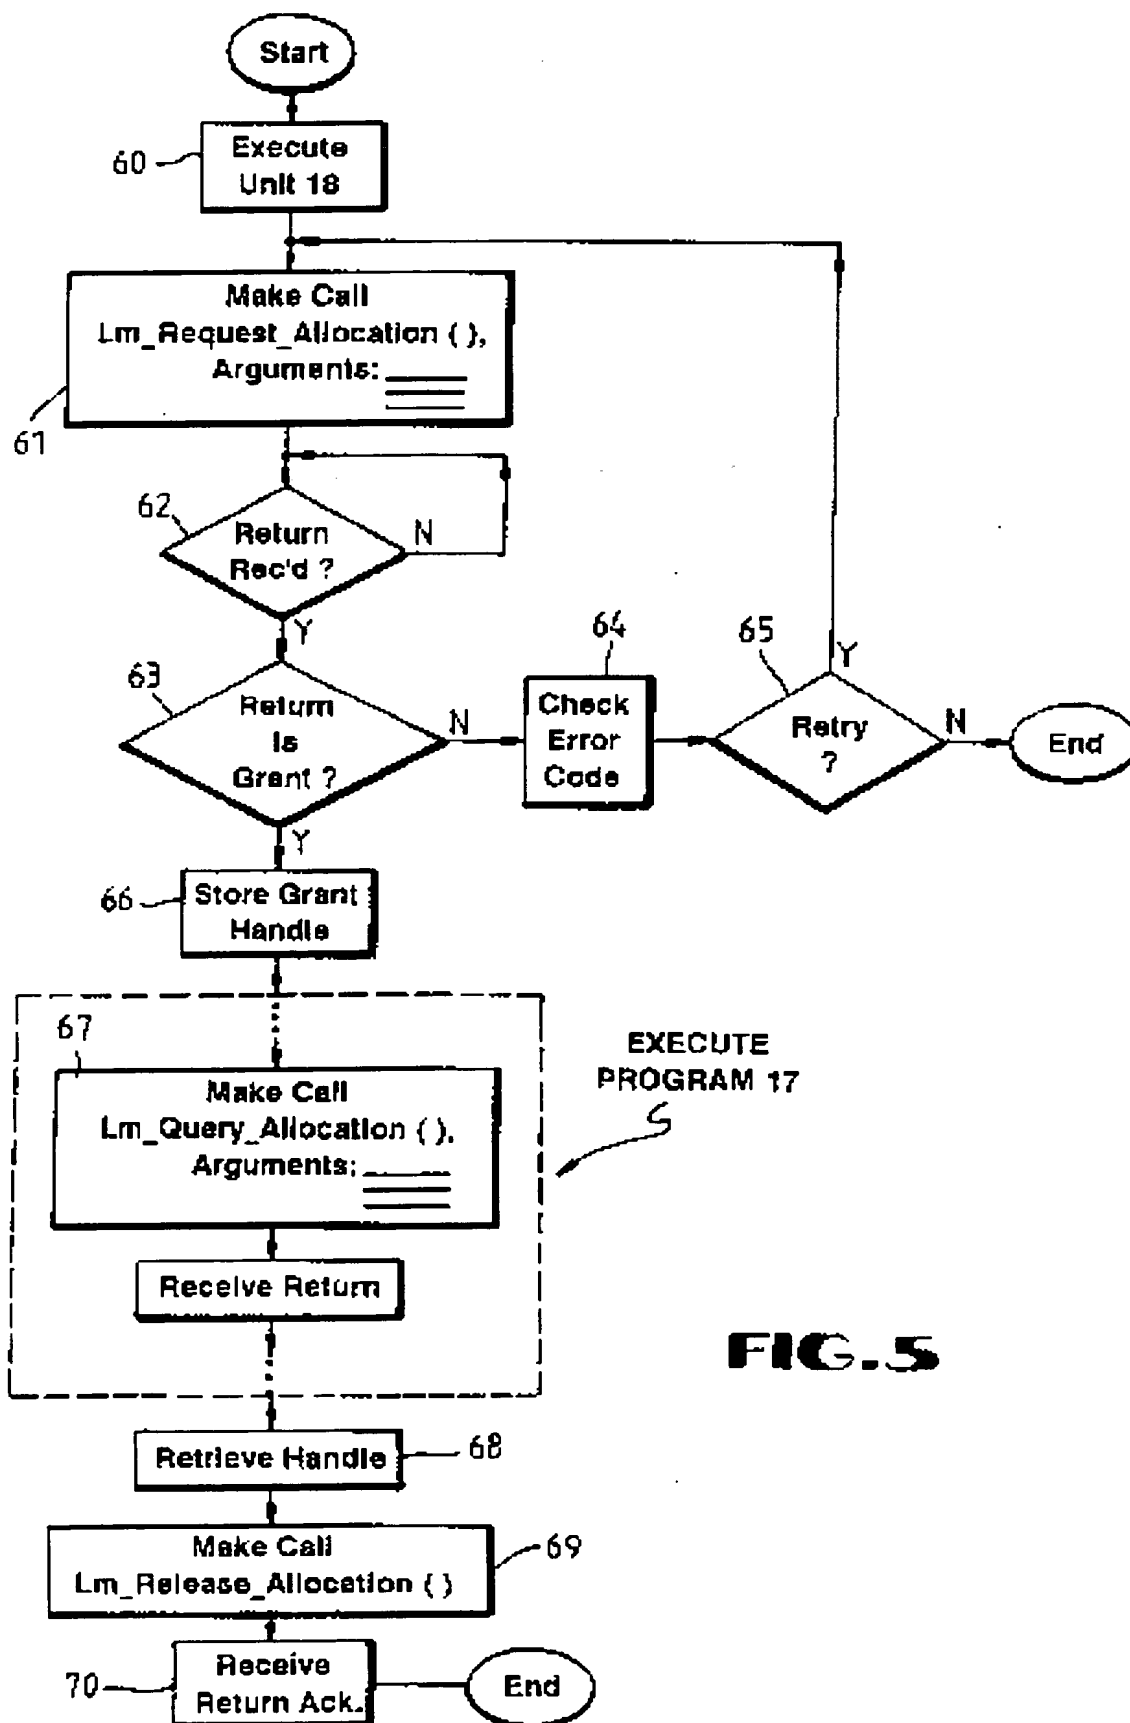 Start
60
Execute
Unit 18
Make Call
Lm_Request_Allocation ( ),
Arguments:
61
62
Return
Rec'd ?
N
Y
63
Return
is
Grant ?
N
Y
64
Check
Error
Code
65
Retry
?
Y
N
End
66
Store Grant
Handle
67
Make Call
Lm_Query_Allocation ( ),
Arguments:
Receive Return
EXECUTE
PROGRAM 17
FIG.5
Retrieve Handle
68
Make Call
Lm_Release_Allocation ( )
69
70
Receive
Return Ack.
End